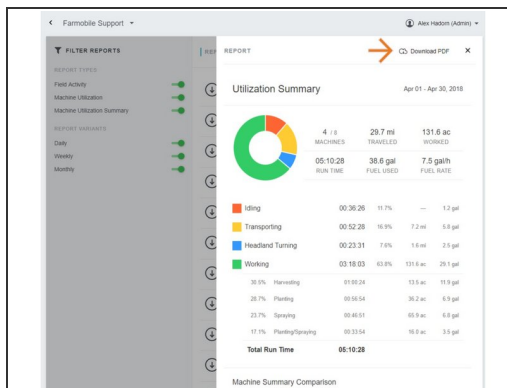 Farmobile Support
Alex Hadorn (Admin)
FILTER REPORTS
REPORT TYPES
Field Activity
Machine Utilization
Machine Utilization Summary
REPORT VARIANTS
Daily
Weekly
Monthly
REP
REPORT
Download PDF
Utilization Summary
Apr 01 - Apr 30, 2018
4 / 8 29.7 mi 131.6 ac
MACHINES TRAVELED WORKED
05:10:28 38.6 gal 7.5 gal/h
RUN TIME FUEL USED FUEL RATE
Idling 00:36:26 11.7% — 1.2 gal
Transporting 00:52:28 16.9% 7.2 mi 5.8 gal
Headland Turning 00:23:31 7.6% 1.6 mi 2.5 gal
Working 03:18:03 63.8% 131.6 ac 29.1 gal
30.5% Harvesting 01:00:24 13.5 ac 11.9 gal
28.7% Planting 00:56:54 36.2 ac 6.9 gal
23.7% Spraying 00:46:51 65.9 ac 6.8 gal
17.1% Planting/Spraying 00:33:54 16.0 ac 3.5 gal
Total Run Time 05:10:28
Machine Summary Comparison